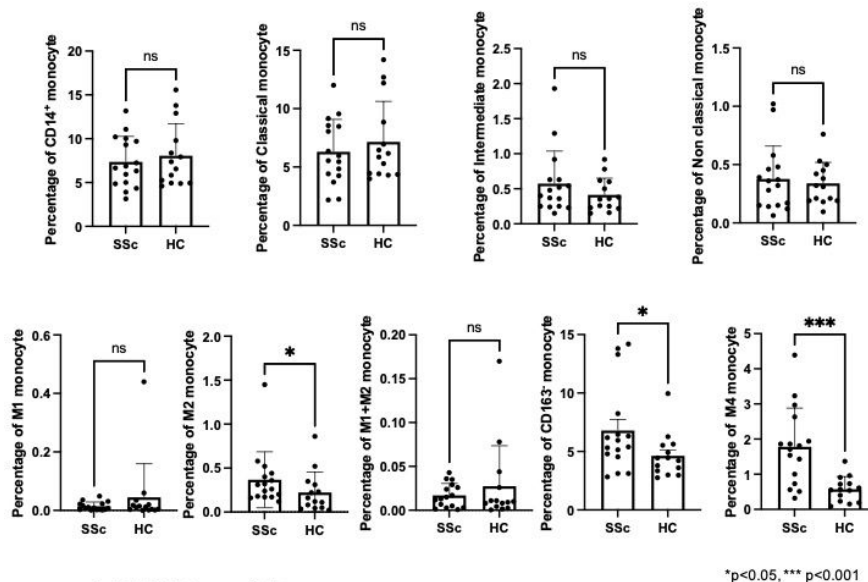 Percentage of CD14⁺ monocyte
20
15
10
5
0
ns
SSc HC
Percentage of Classical monocyte
15
10
5
0
ns
SSc HC
Percentage of Intermediate monocyte
2.5
2.0
1.5
1.0
0.5
0.0
ns
SSc HC
Percentage of Non classical monocyte
1.5
1.0
0.5
0.0
ns
SSc HC
Percentage of M1 monocyte
0.6
0.4
0.2
0.0
ns
SSc HC
Percentage of M2 monocyte
2.0
1.5
1.0
0.5
0.0
*
SSc HC
Percentage of M1+M2 monocyte
0.20
0.15
0.10
0.05
0.00
ns
SSc HC
Percentage of CD163⁻ monocyte
15
10
5
0
*
SSc HC
Percentage of M4 monocyte
5
4
3
2
1
0
***
SSc HC
*p<0.05, *** p<0.001